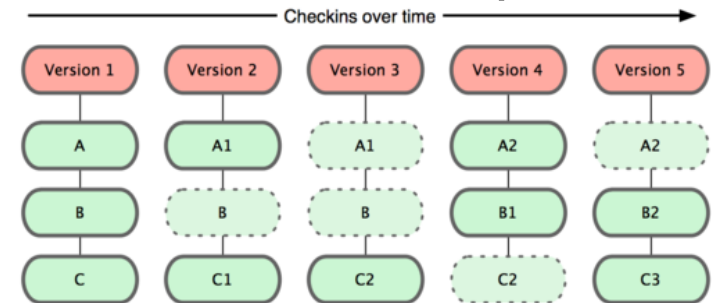 Checkins over time
Version 1 Version 2 Version 3 Version 4 Version 5
A A1 A1 A2 A2
B B B B1 B2
C C1 C2 C2 C3